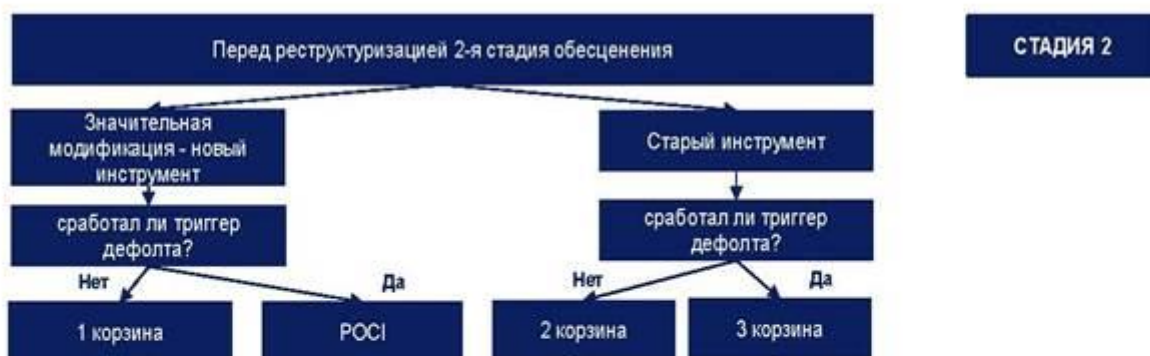 Перед реструктуризацией 2-я стадия обесценения
СТАДИЯ 2
Значительная
модификация - новый
инструмент
Старый инструмент
сработал ли триггер
дефолта?
сработал ли триггер
дефолта?
Нет
Да
Нет
Да
1 корзина
POCI
2 корзина
3 корзина